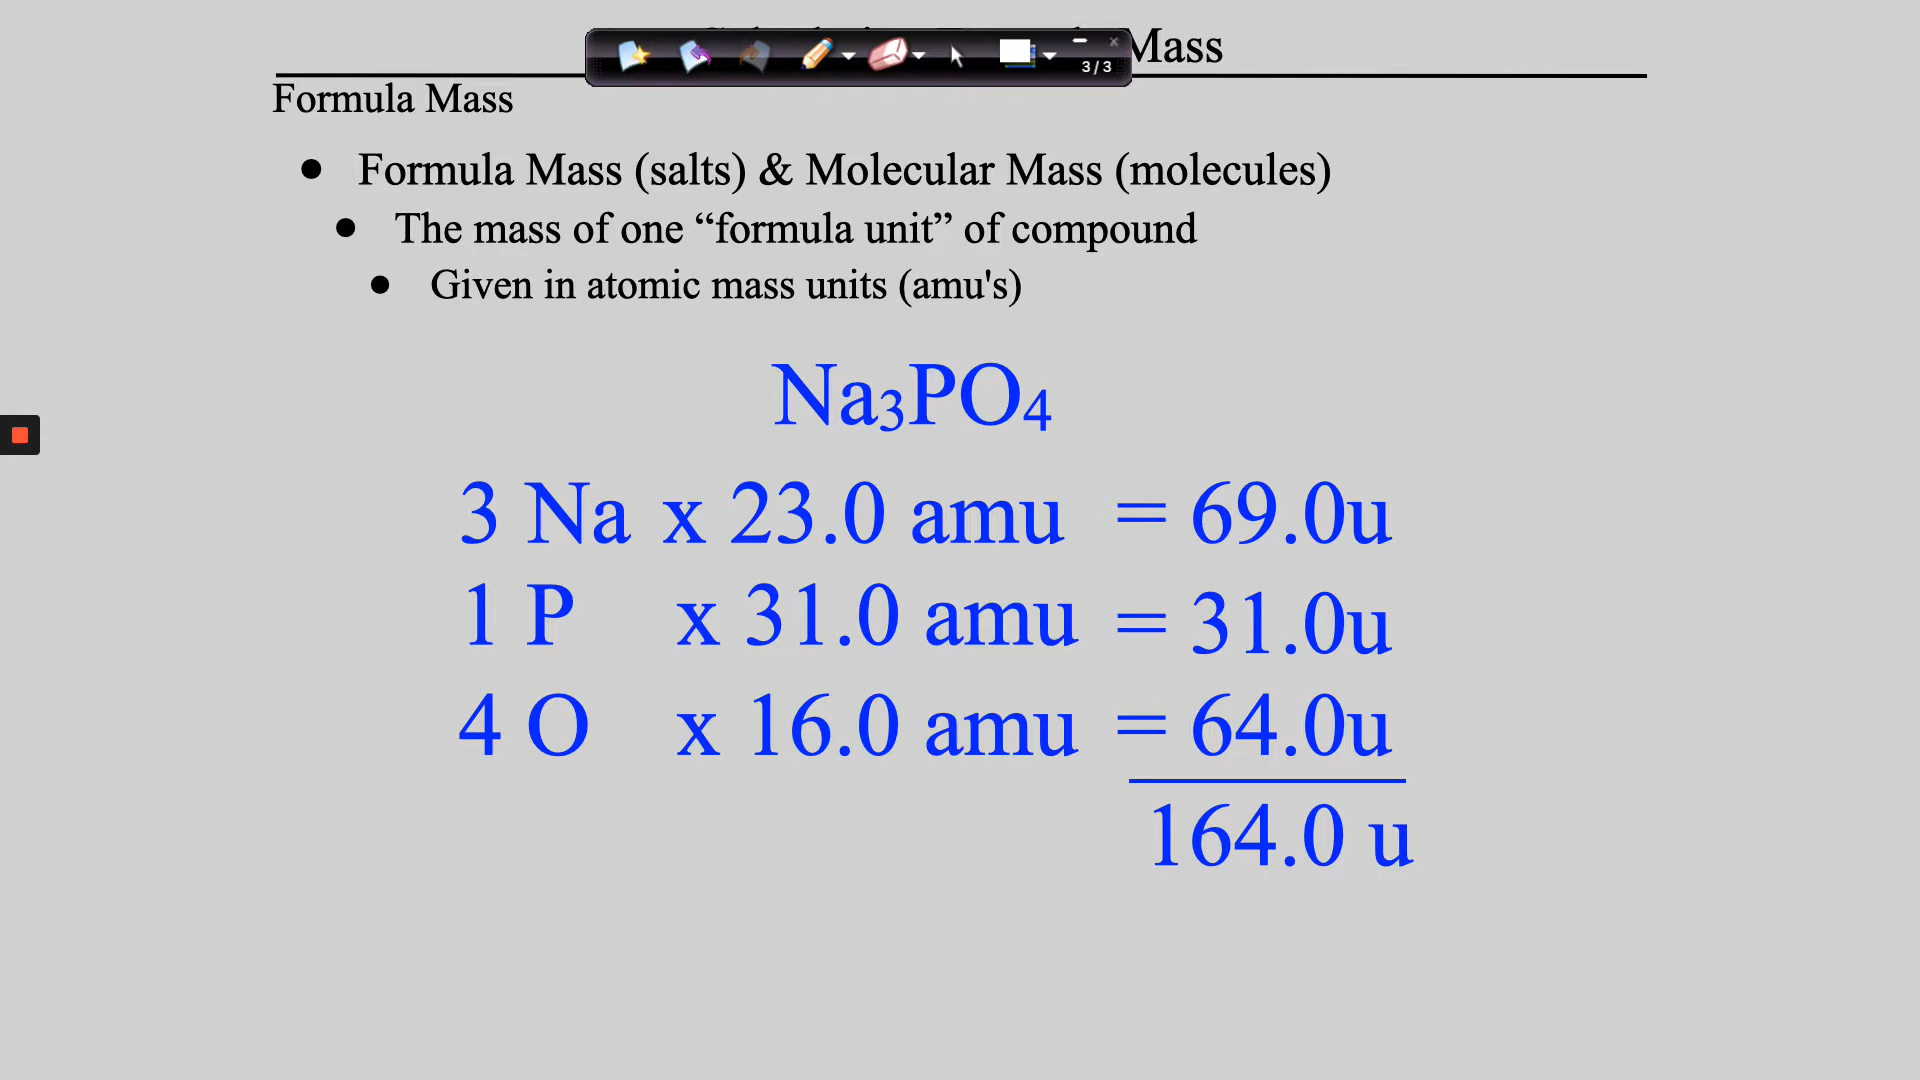 Mass
3/3
Formula Mass
● Formula Mass (salts) & Molecular Mass (molecules)
● The mass of one “formula unit” of compound
● Given in atomic mass units (amu's)
Na₃PO₄
3 Na x 23.0 amu = 69.0u
1 P x 31.0 amu = 31.0u
4 O x 16.0 amu = 64.0u
164.0 u